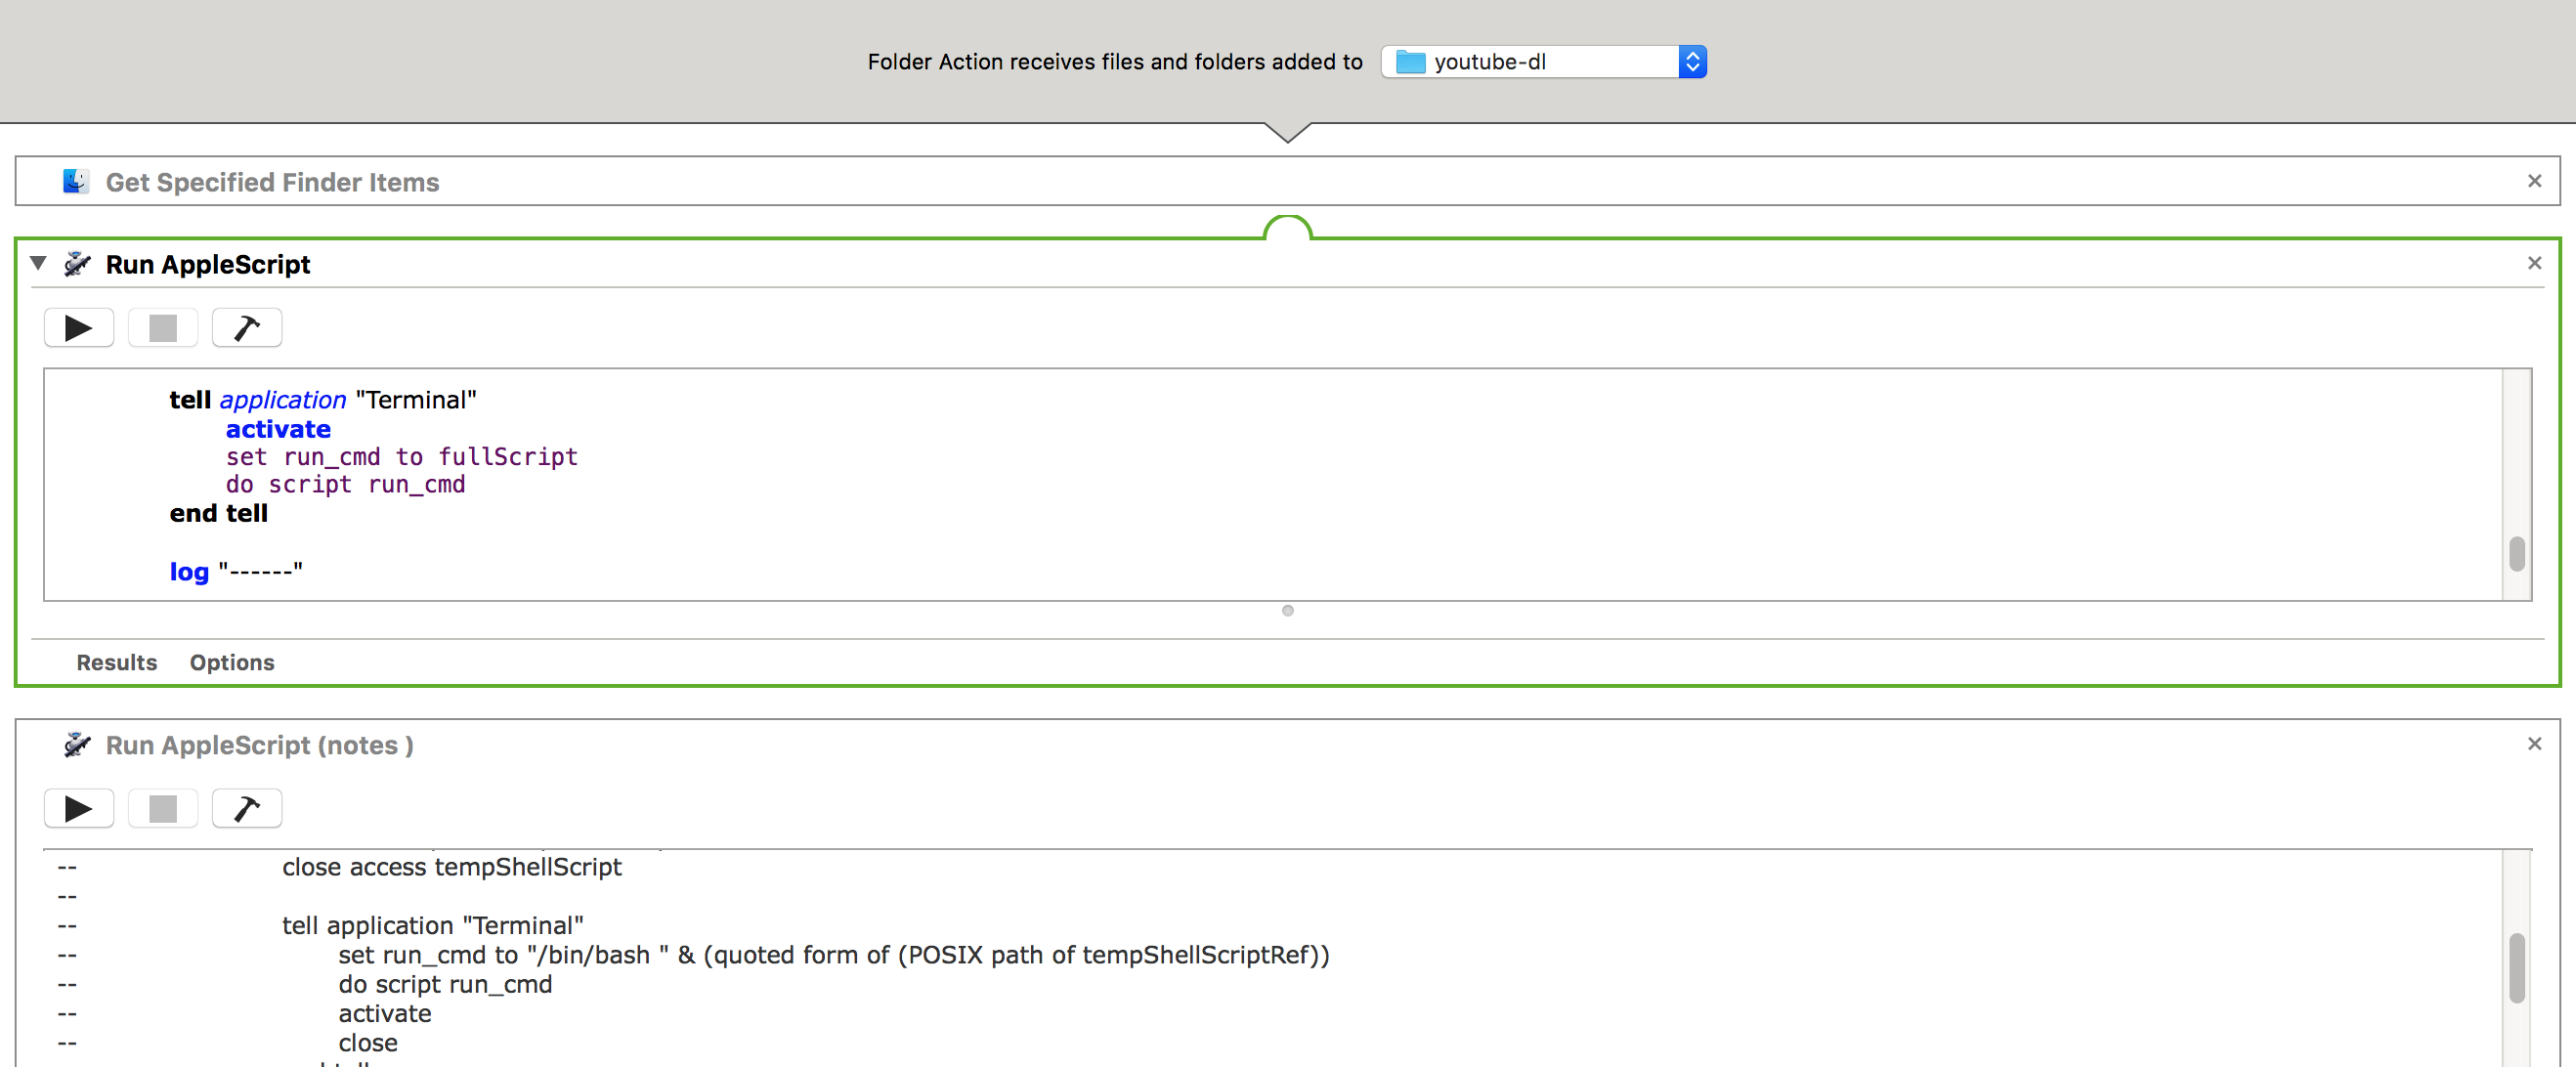 Folder Action receives files and folders added to youtube-dl
Get Specified Finder Items
Run AppleScript
tell application "Terminal"
activate
set run_cmd to fullScript
do script run_cmd
end tell
log "------"
Results Options
Run AppleScript (notes )
-- close access tempShellScript
--
-- tell application "Terminal"
-- set run_cmd to "/bin/bash " & (quoted form of (POSIX path of tempShellScriptRef))
-- do script run_cmd
-- activate
-- close